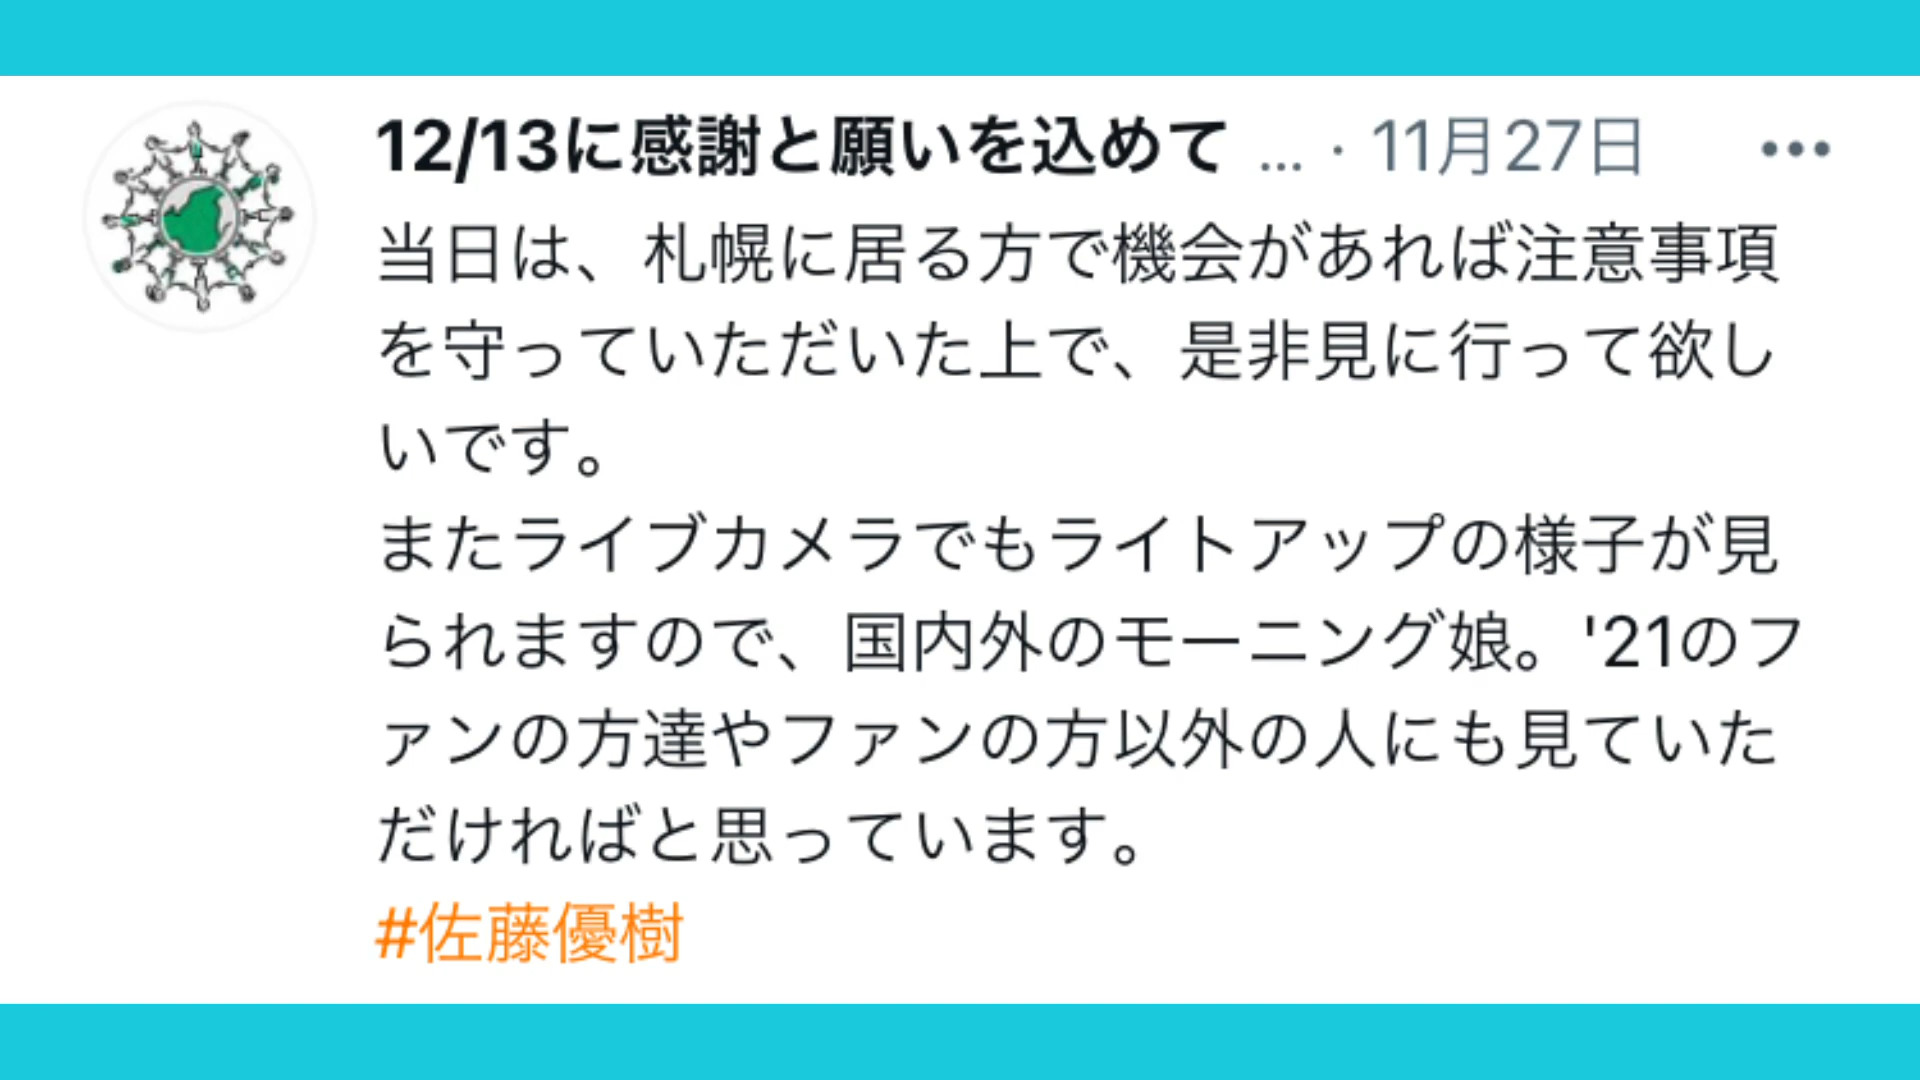 12/13に感謝と願いを込めて ... · 11月27日
当日は、札幌に居る方で機会があれば注意事項
を守っていただいた上で、是非見に行って欲し
いです。
またライブカメラでもライトアップの様子が見
られますので、国内外のモーニング娘。'21のフ
ァンの方達やファンの方以外の人にも見ていた
だければと思っています。
#佐藤優樹